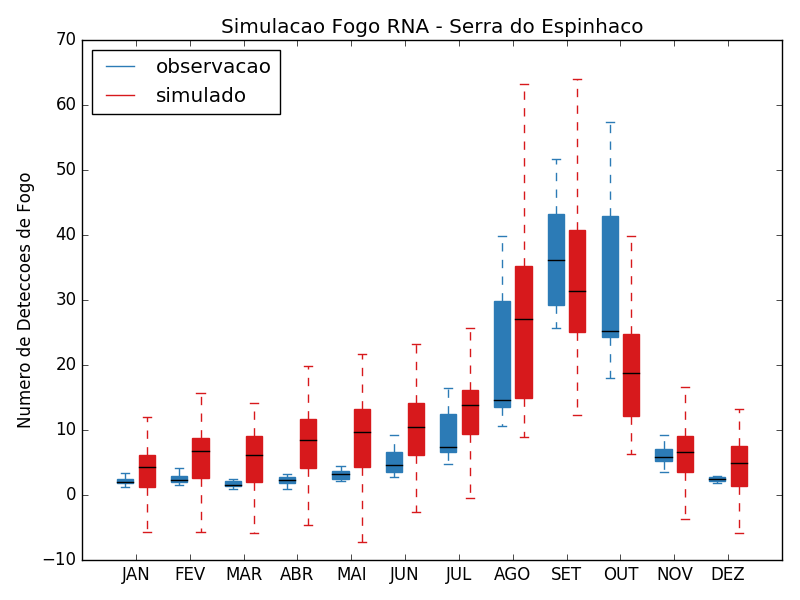 Simulacao Fogo RNA - Serra do Espinhaco
70
60
50
40
30
20
10
0
−10
Numero de Deteccoes de Fogo
observacao
simulado
JAN FEV MAR ABR MAI JUN JUL AGO SET OUT NOV DEZ